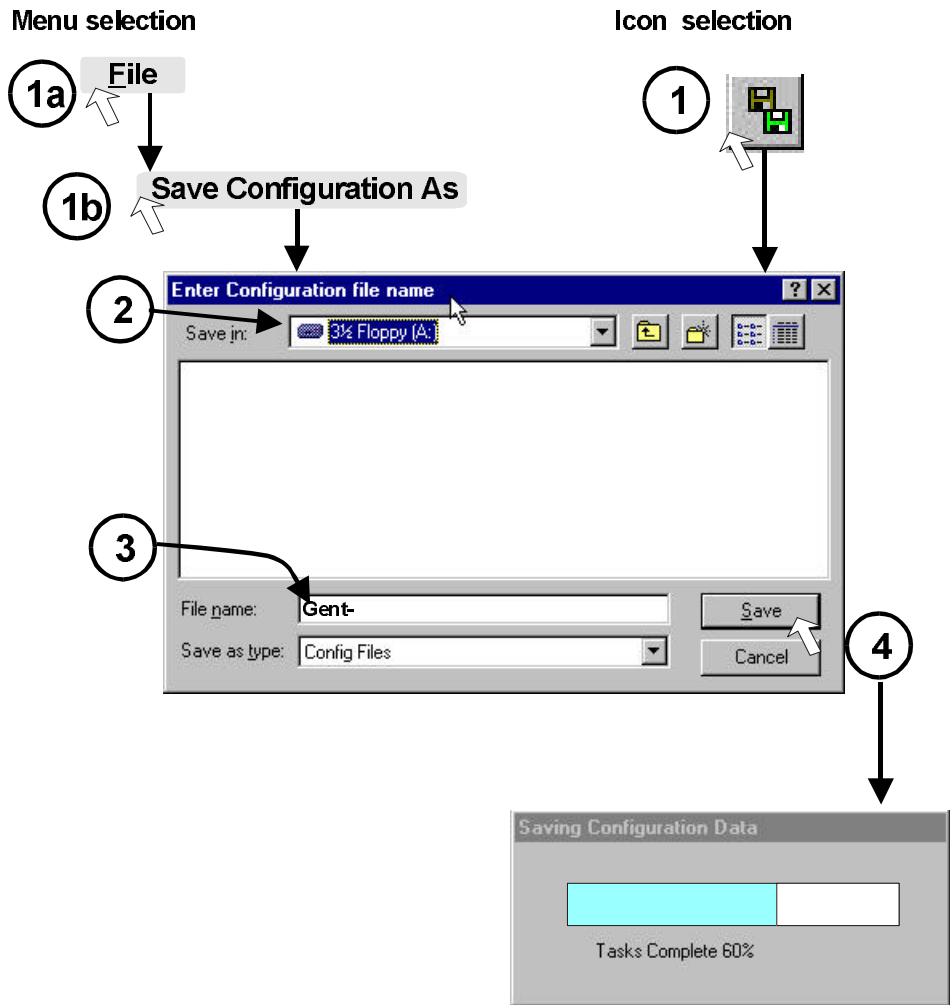 Menu selection
Icon selection
1a
File
1
1b
Save Configuration As
Enter Configuration file name
2
Save in:
3½ Floppy (A:)
3
File name:
Gent-
Save
Save as type:
Config Files
Cancel
4
Saving Configuration Data
Tasks Complete 60%